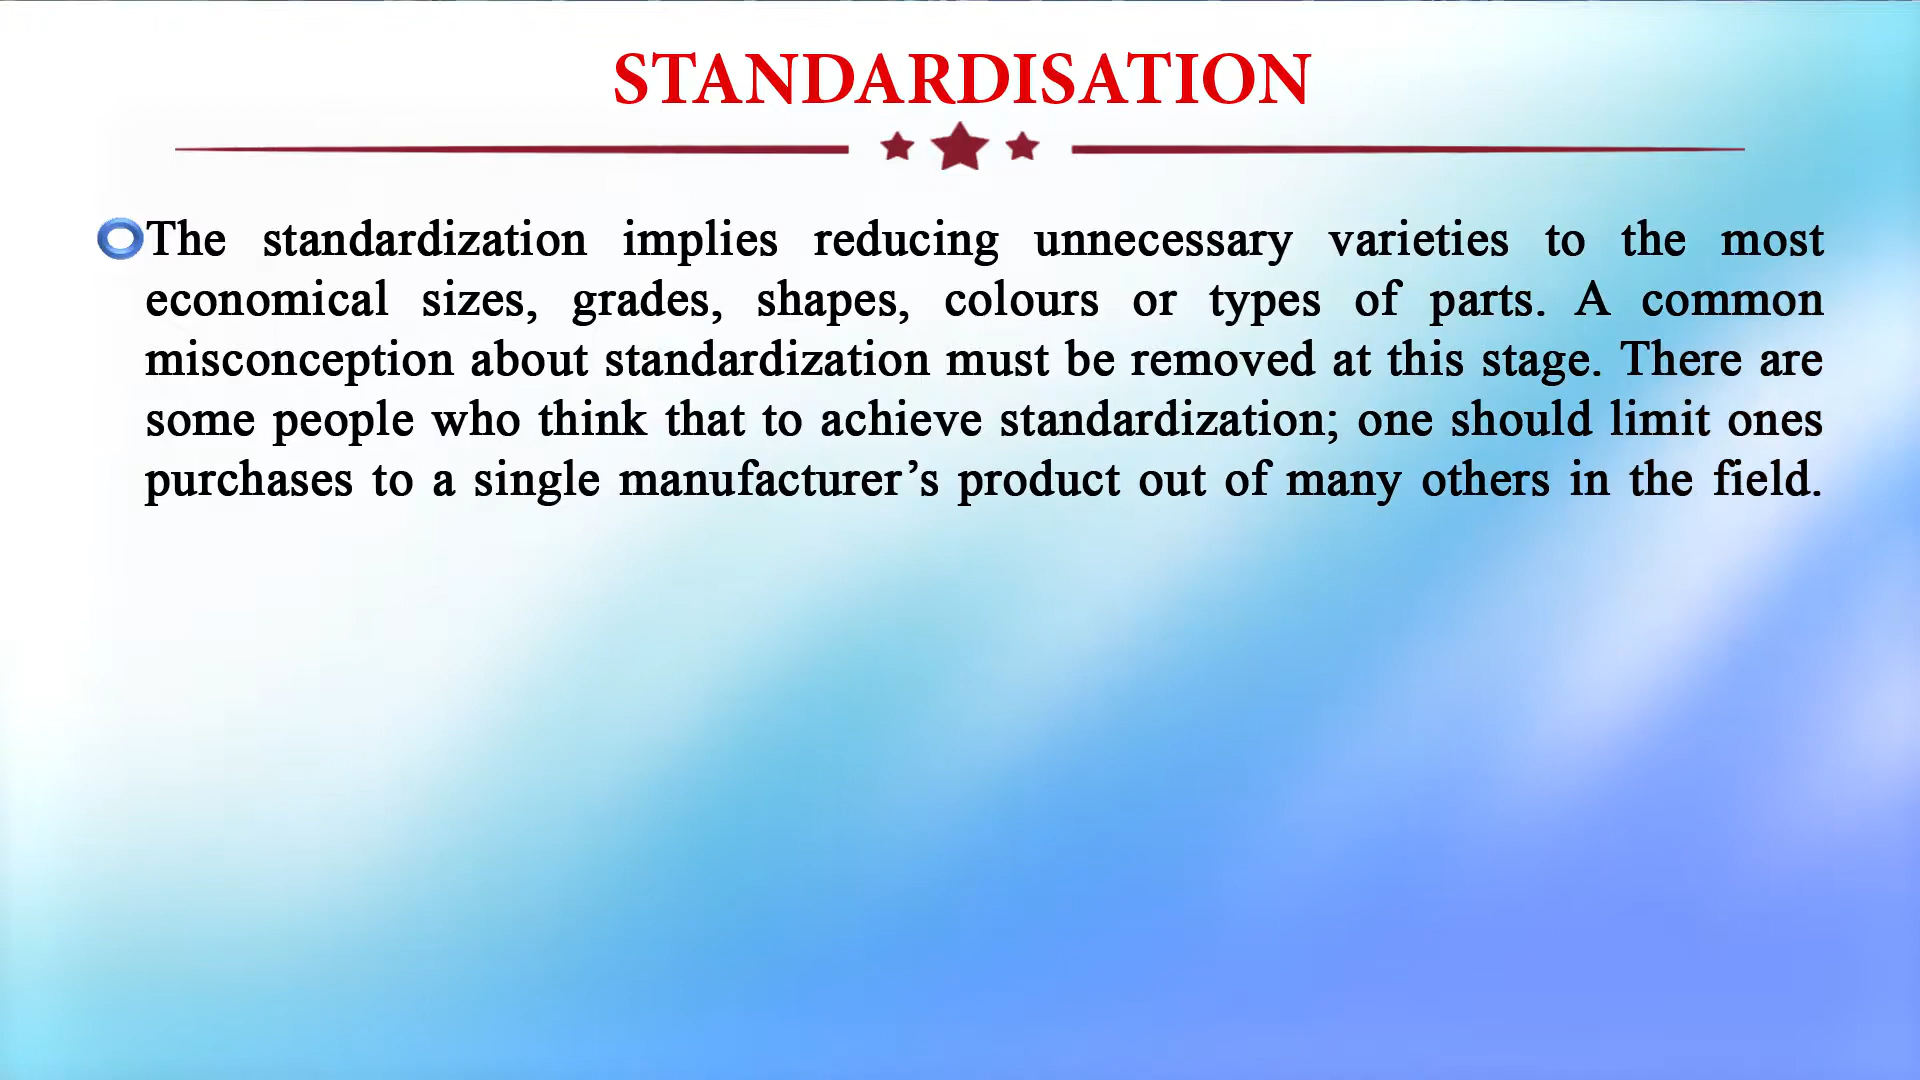 STANDARDISATION
The standardization implies reducing unnecessary varieties to the most
economical sizes, grades, shapes, colours or types of parts. A common
misconception about standardization must be removed at this stage. There are
some people who think that to achieve standardization; one should limit ones
purchases to a single manufacturer’s product out of many others in the field.